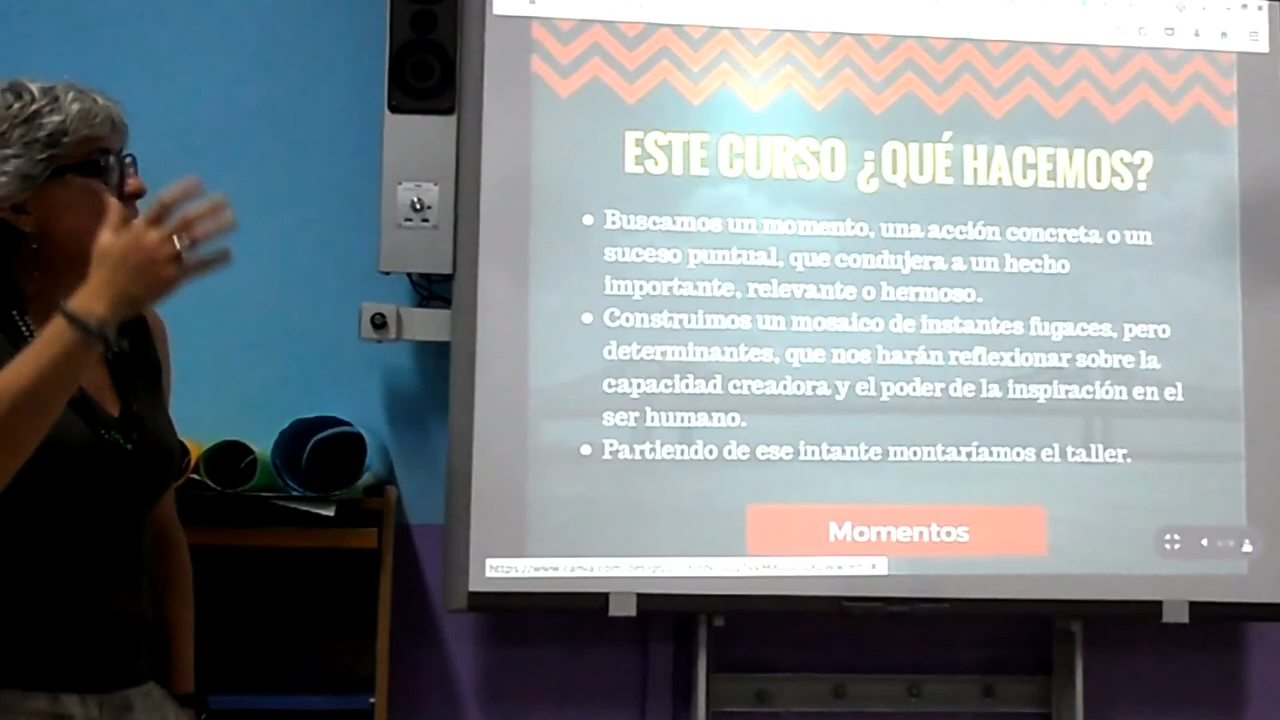 ESTE CURSO ¿QUÉ HACEMOS?
• Buscamos un momento, una acción concreta o un
suceso puntual, que condujera a un hecho
importante, relevante o hermoso.
• Construimos un mosaico de instantes fugaces, pero
determinantes, que nos harán reflexionar sobre la
capacidad creadora y el poder de la inspiración en el
ser humano.
• Partiendo de ese intante montaríamos el taller.
Momentos